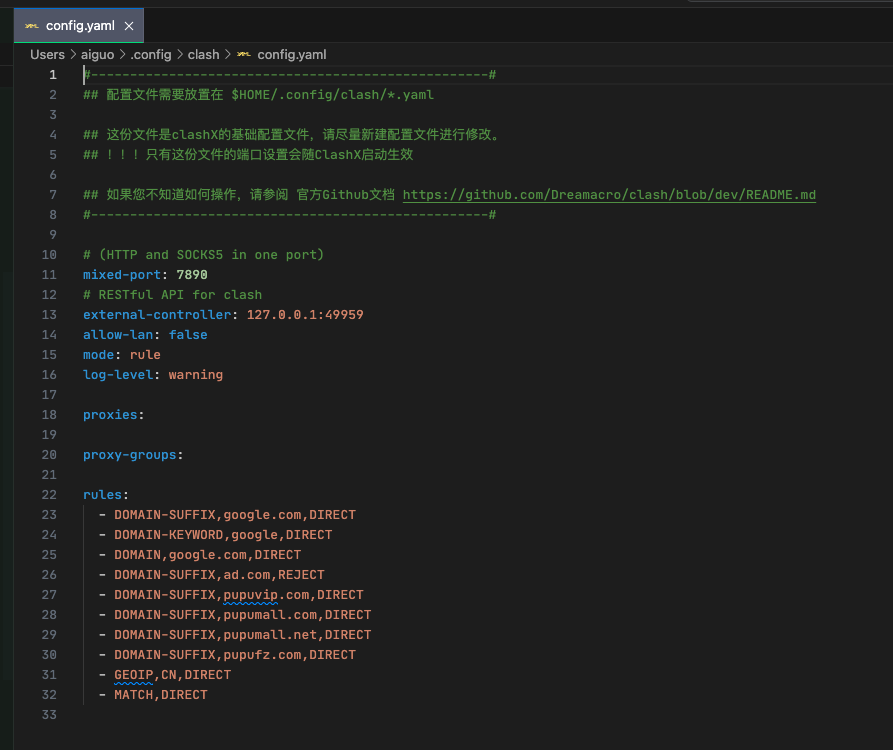 config.yaml
Users > aiguo > .config > clash > config.yaml
1 #---------------------------------------------------#
2 ## 配置文件需要放置在 $HOME/.config/clash/*.yaml
3
4 ## 这份文件是clashX的基础配置文件，请尽量新建配置文件进行修改。
5 ## ！！！只有这份文件的端口设置会随ClashX启动生效
6
7 ## 如果您不知道如何操作，请参阅 官方Github文档 https://github.com/Dreamacro/clash/blob/dev/README.md
8 #---------------------------------------------------#
9
10 # (HTTP and SOCKS5 in one port)
11 mixed-port: 7890
12 # RESTful API for clash
13 external-controller: 127.0.0.1:49959
14 allow-lan: false
15 mode: rule
16 log-level: warning
17
18 proxies:
19
20 proxy-groups:
21
22 rules:
23 - DOMAIN-SUFFIX,google.com,DIRECT
24 - DOMAIN-KEYWORD,google,DIRECT
25 - DOMAIN,google.com,DIRECT
26 - DOMAIN-SUFFIX,ad.com,REJECT
27 - DOMAIN-SUFFIX,pupuvip.com,DIRECT
28 - DOMAIN-SUFFIX,pupumall.com,DIRECT
29 - DOMAIN-SUFFIX,pupumall.net,DIRECT
30 - DOMAIN-SUFFIX,pupufz.com,DIRECT
31 - GEOIP,CN,DIRECT
32 - MATCH,DIRECT
33